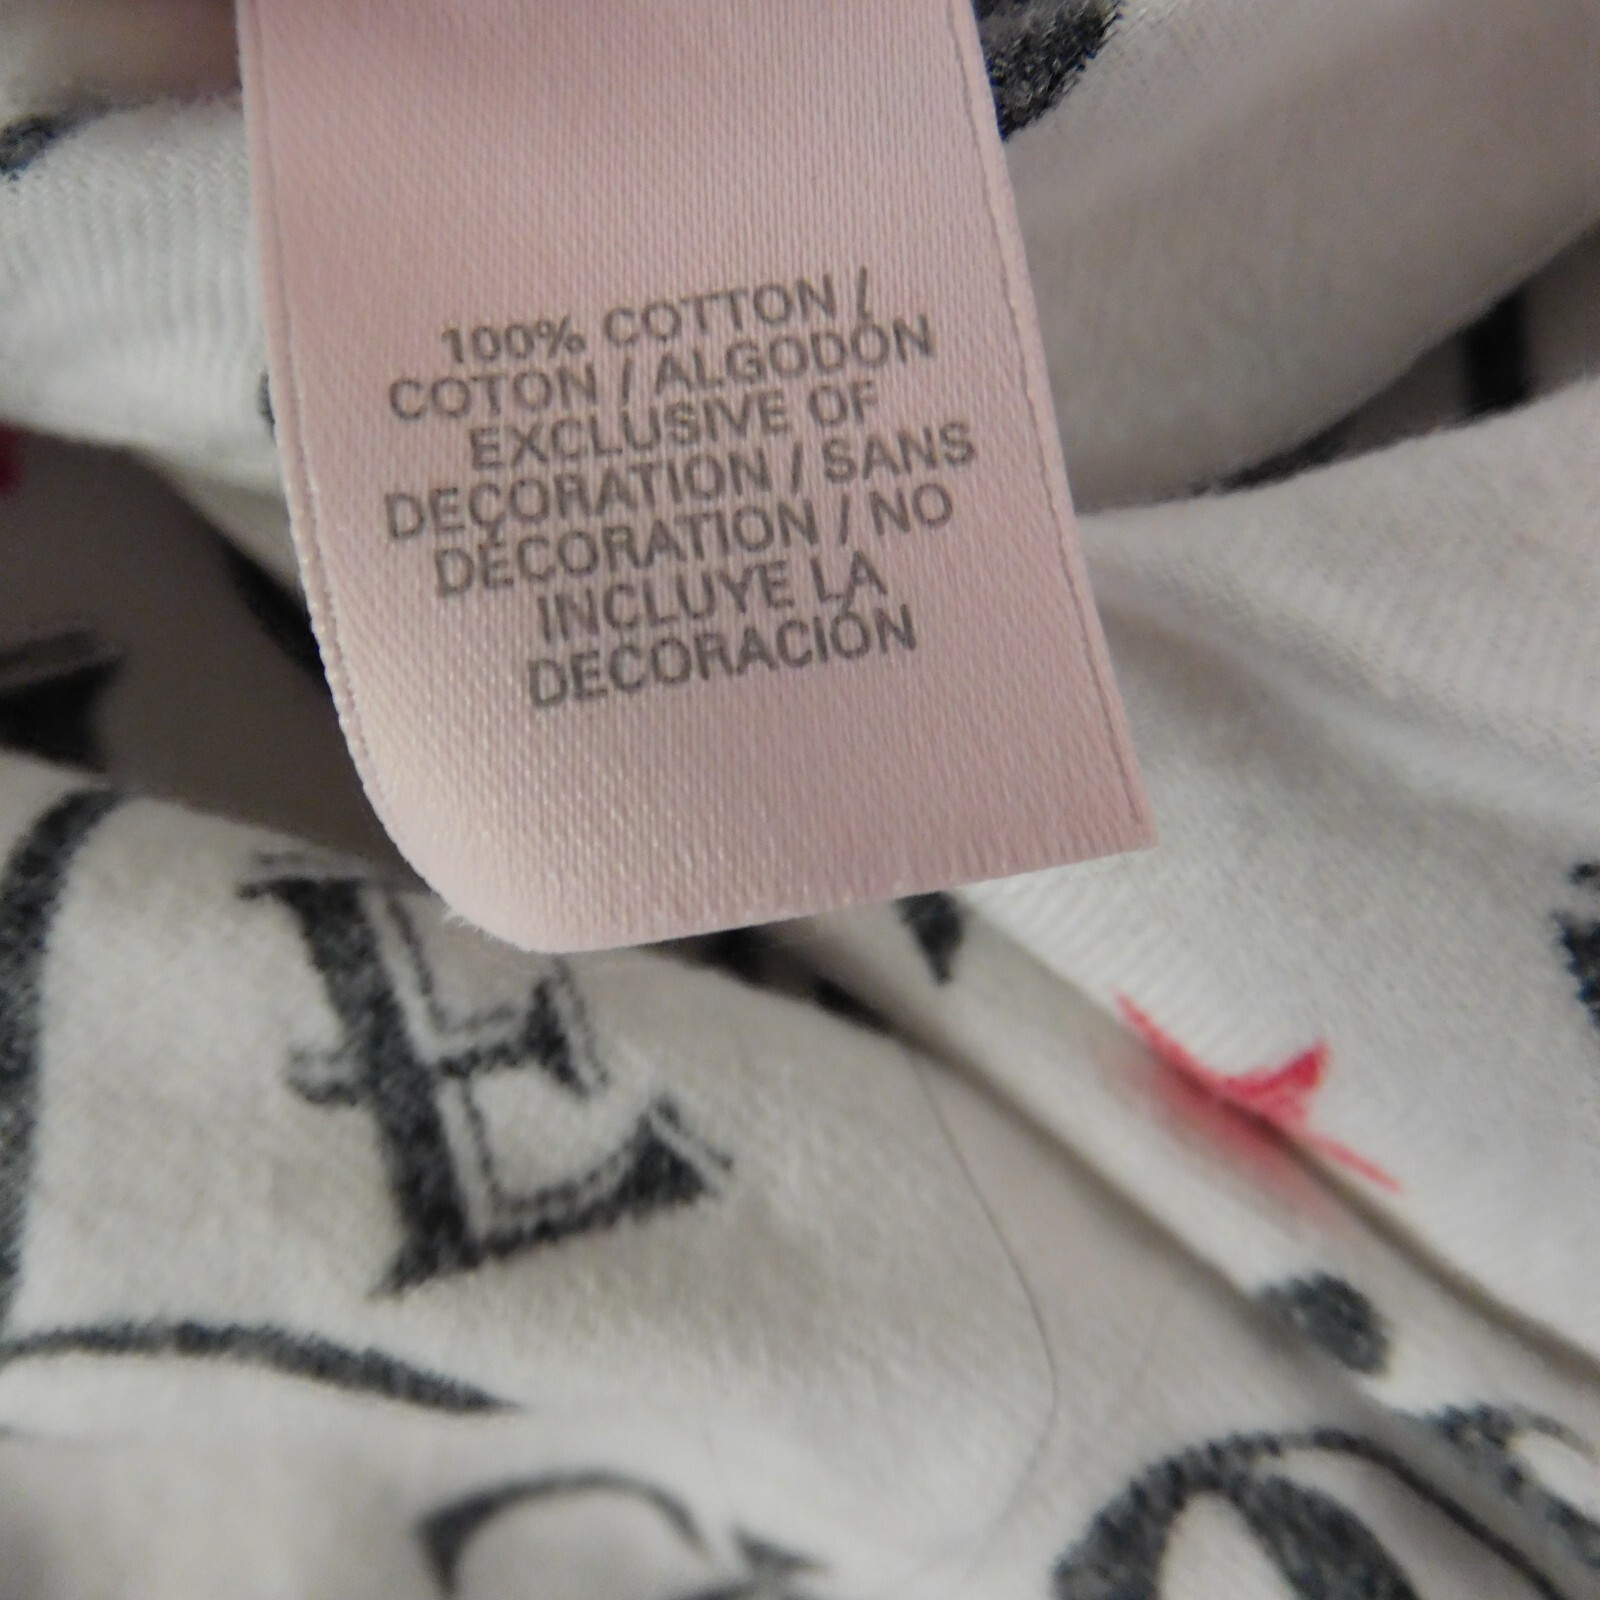 100% COTTON /
COTON / ALGODÓN
EXCLUSIVE OF
DECORATION / SANS
DÉCORATION / NO
INCLUYE LA
DECORACIÓN
E